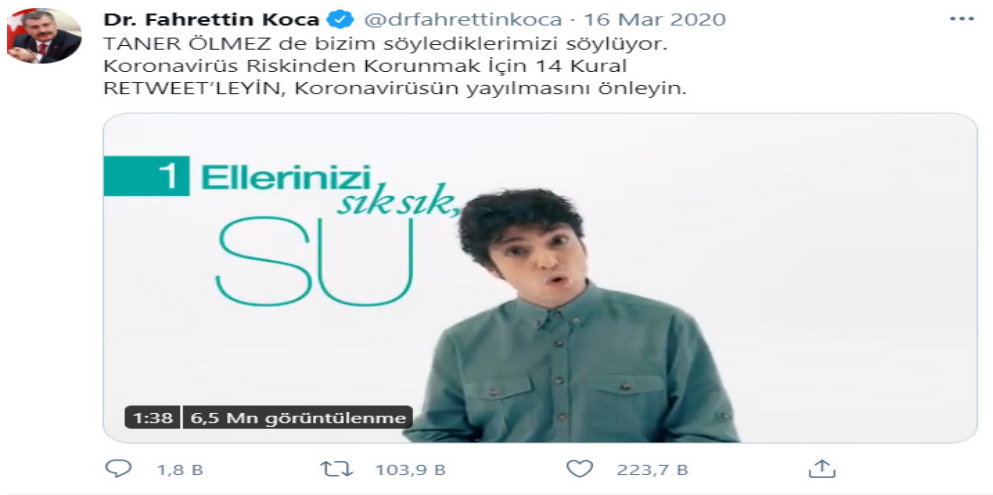 Dr. Fahrettin Koca @drfahrettinkoca · 16 Mar 2020
TANER ÖLMEZ de bizim söylediklerimizi söylüyor.
Koronavirüs Riskinden Korunmak İçin 14 Kural
RETWEET'LEYİN, Koronavirüsün yayılmasını önleyin.
1 Ellerinizi
sık sık,
SU
1:38 6,5 Mn görüntülenme
1,8 B 103,9 B 223,7 B